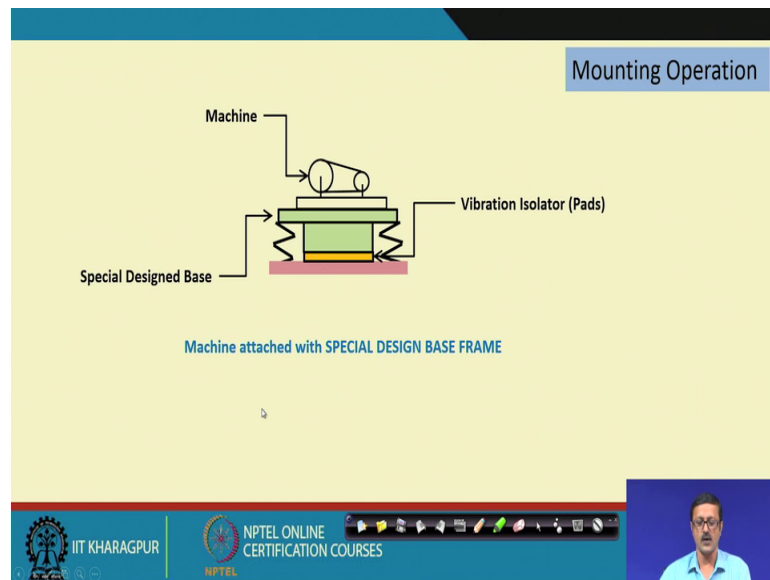 Mounting Operation
Machine
Vibration Isolator (Pads)
Special Designed Base
Machine attached with SPECIAL DESIGN BASE FRAME
IIT KHARAGPUR
NPTEL
NPTEL ONLINE
CERTIFICATION COURSES